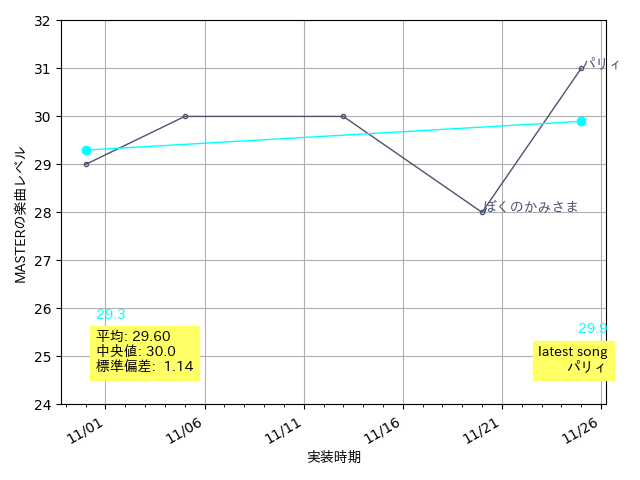 32
31
30
29
28
27
26
25
24
MASTERの楽曲レベル
パリィ
ぼくのかみさま
29.3
平均: 29.60
中央値: 30.0
標準偏差: 1.14
29.9
latest song
パリィ
11/01
11/06
11/11
11/16
11/21
11/26
実装時期